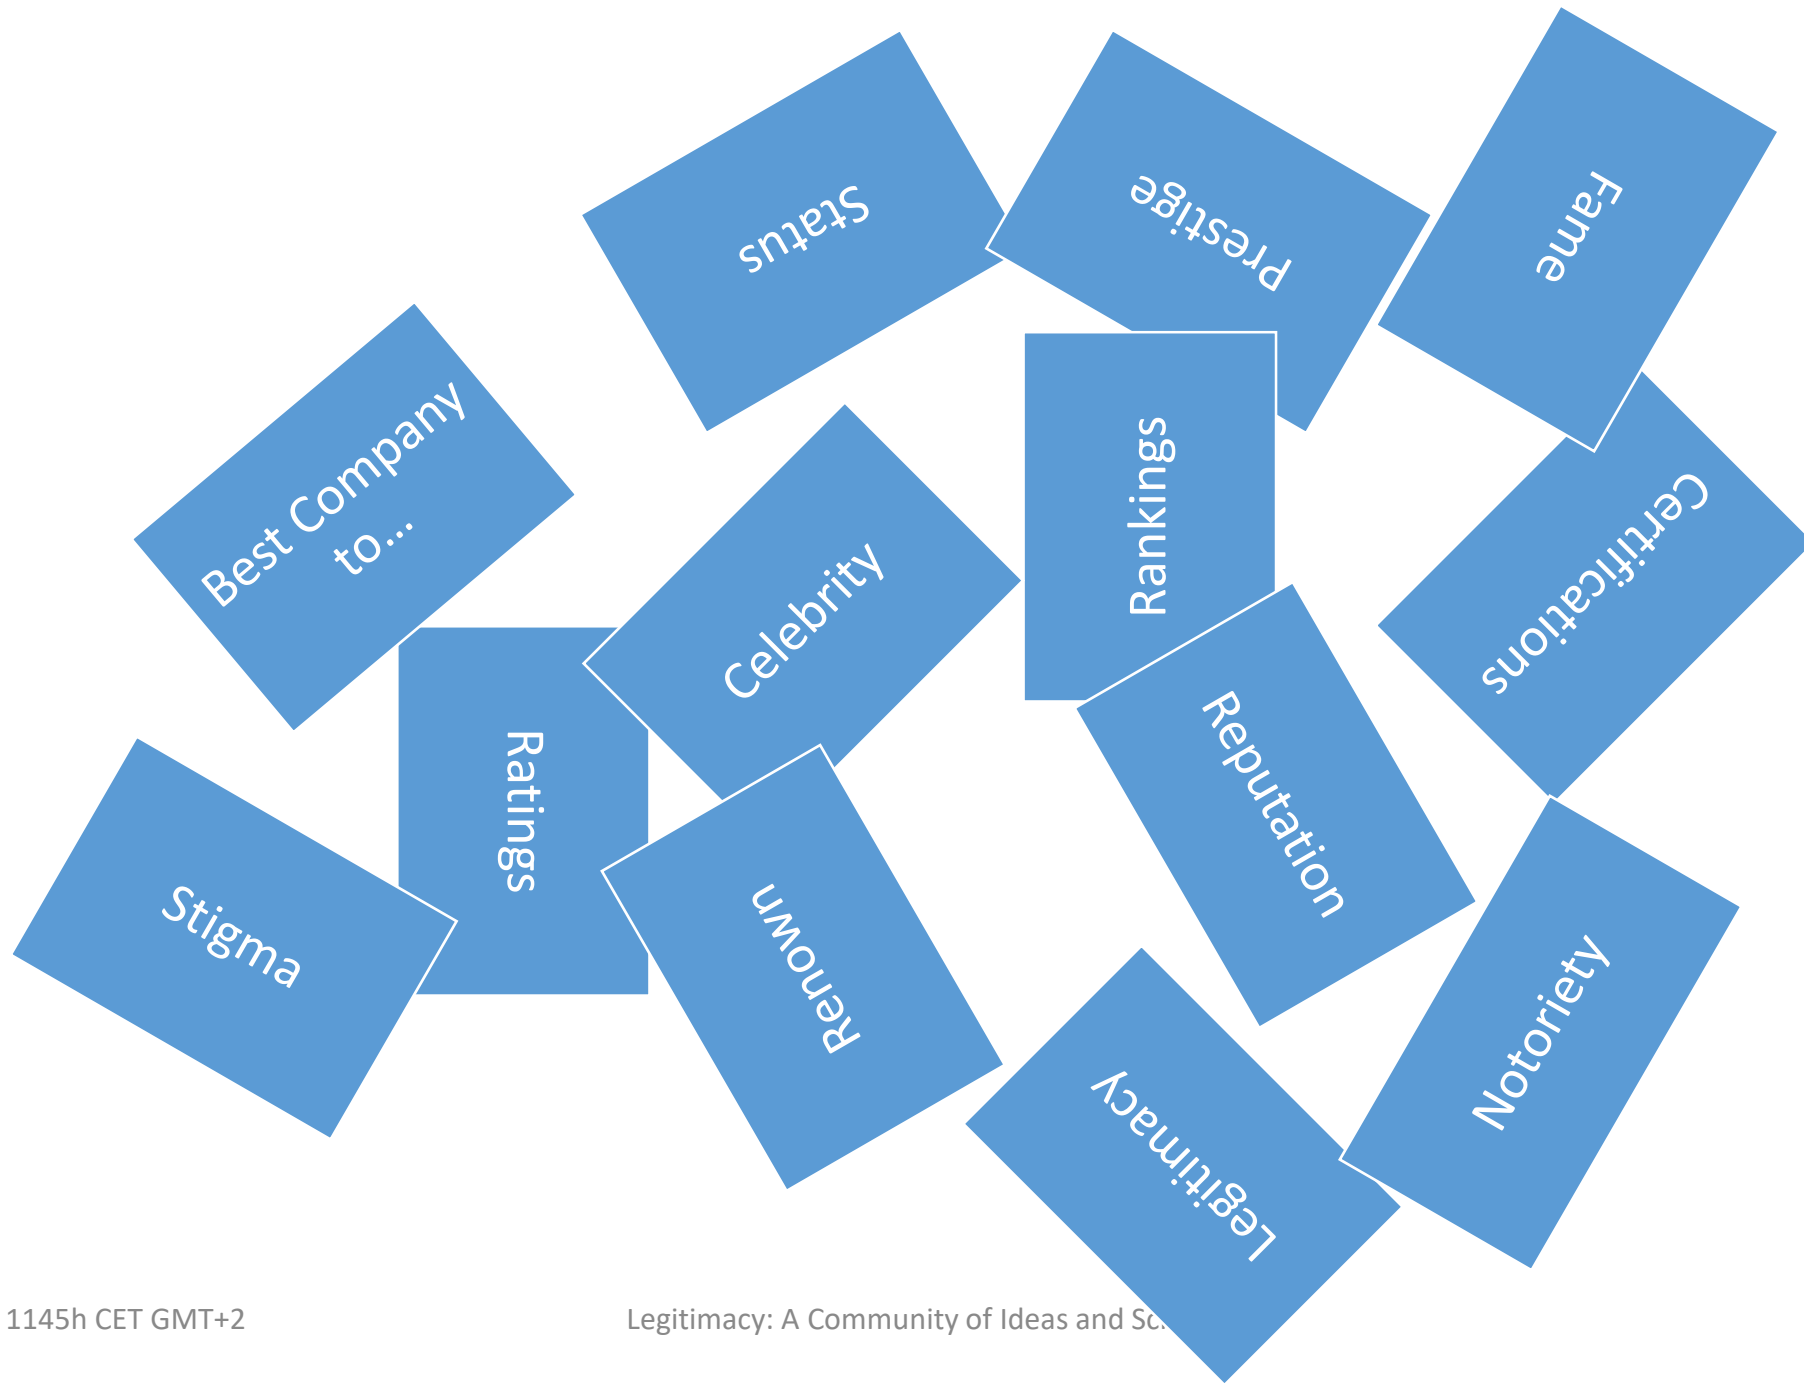 Status
Prestige
Fame
Best Company
to...
Rankings
Certifications
Celebrity
Ratings
Reputation
Stigma
Renown
Notoriety
Legitimacy
1145h CET GMT+2
Legitimacy: A Community of Ideas and